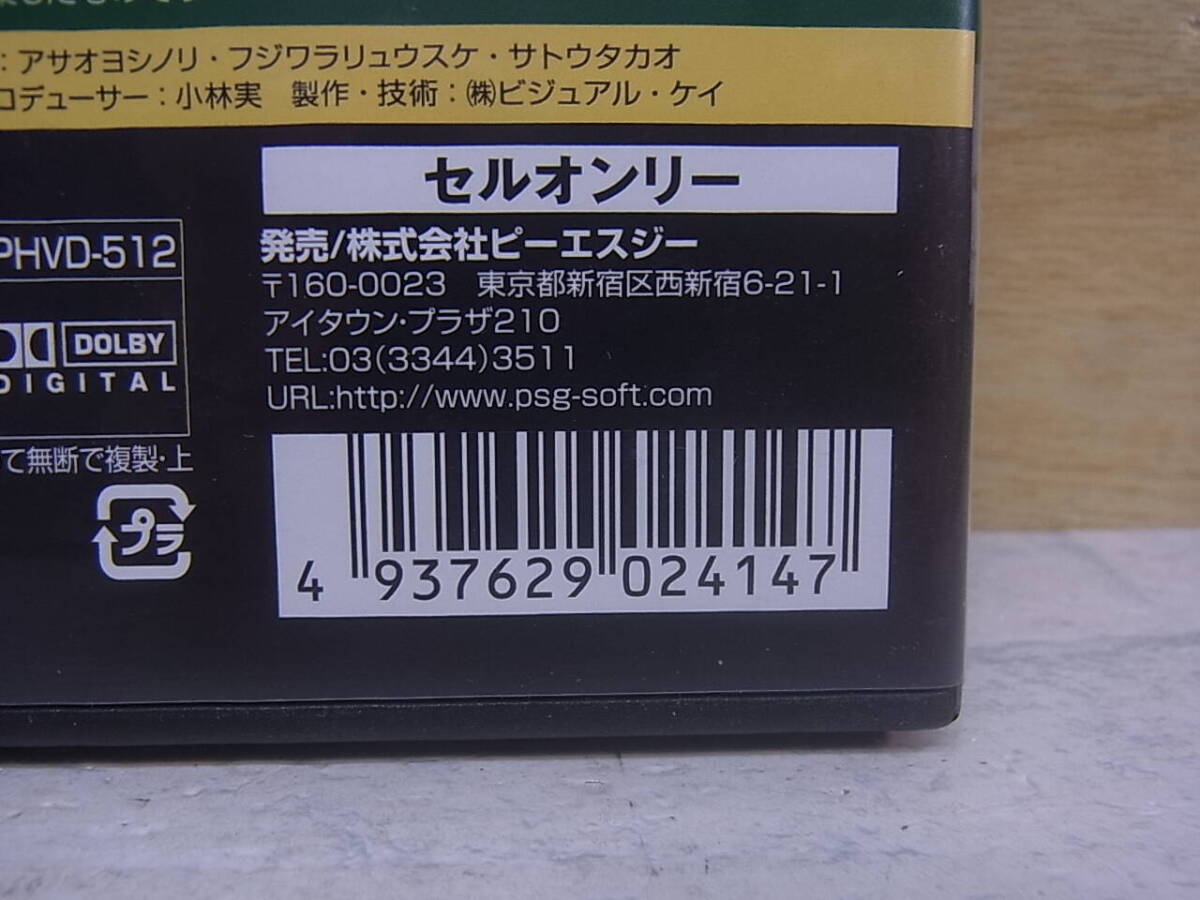 ：アサオヨシノリ・フジワラリュウスケ・サトウタカオ
ロデューサー：小林実　製作・技術：㈱ビジュアル・ケイ
セルオンリー
PHVD-512
発売/株式会社ピーエスジー
〒160-0023　東京都新宿区西新宿6-21-1
アイタウン・プラザ210
TEL:03(3344)3511
URL:http://www.psg-soft.com
DOLBY
DIGITAL
て無断で複製・上
プラ
4 937629 024147